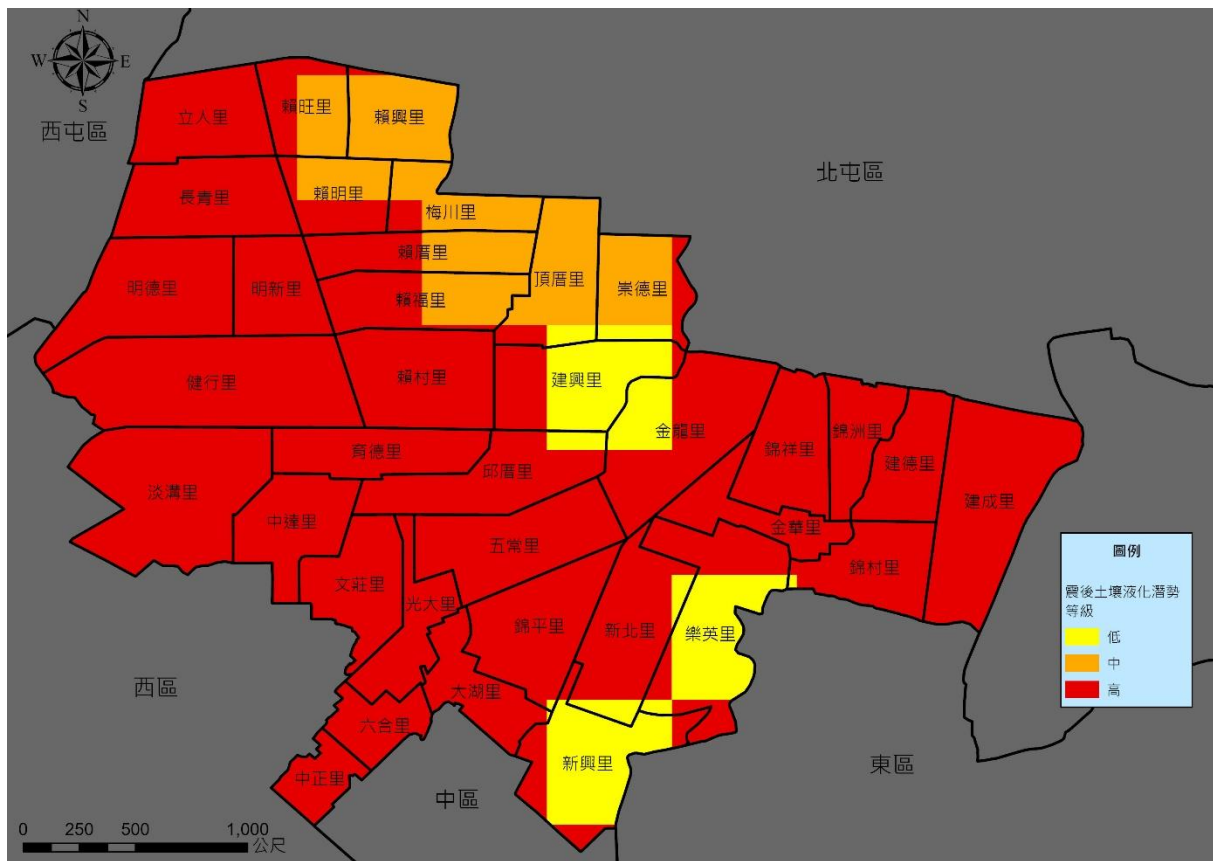 N
W E
S
西屯區
北屯區
立人里
賴旺里
賴興里
長青里
賴明里
梅川里
賴厝里
明德里
明新里
賴福里
頂厝里
崇德里
健行里
賴村里
建興里
金龍里
錦祥里
錦洲里
建德里
建成里
育德里
邱厝里
淡溝里
中達里
五常里
金華里
錦村里
文莊里
光大里
錦平里
新北里
樂英里
大湖里
西區
六合里
新興里
中正里
中區
東區
圖例
震後土壤液化潛勢
等級
低
中
高
0 250 500 1,000
公尺